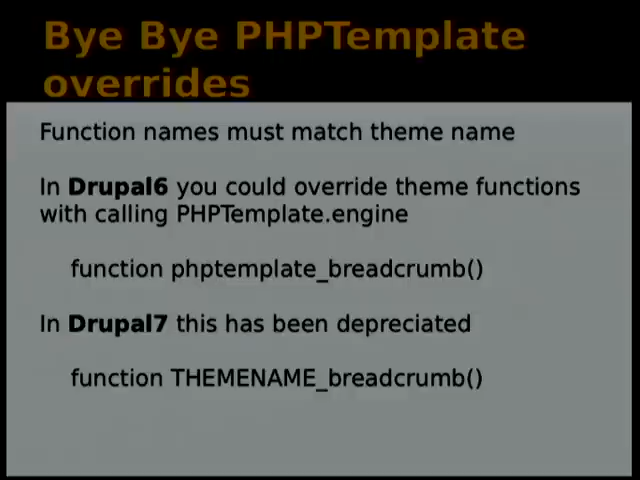 Bye Bye PHPTemplate
overrides
Function names must match theme name
In Drupal6 you could override theme functions
with calling PHPTemplate.engine
function phptemplate_breadcrumb()
In Drupal7 this has been depreciated
function THEMENAME_breadcrumb()